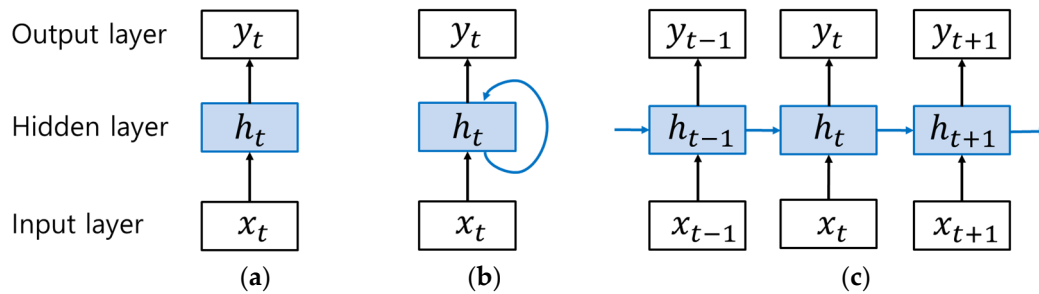 Output layer y_t y_t y_{t-1} y_t y_{t+1}
Hidden layer h_t h_t h_{t-1} h_t h_{t+1}
Input layer x_t x_t x_{t-1} x_t x_{t+1}
(a) (b) (c)